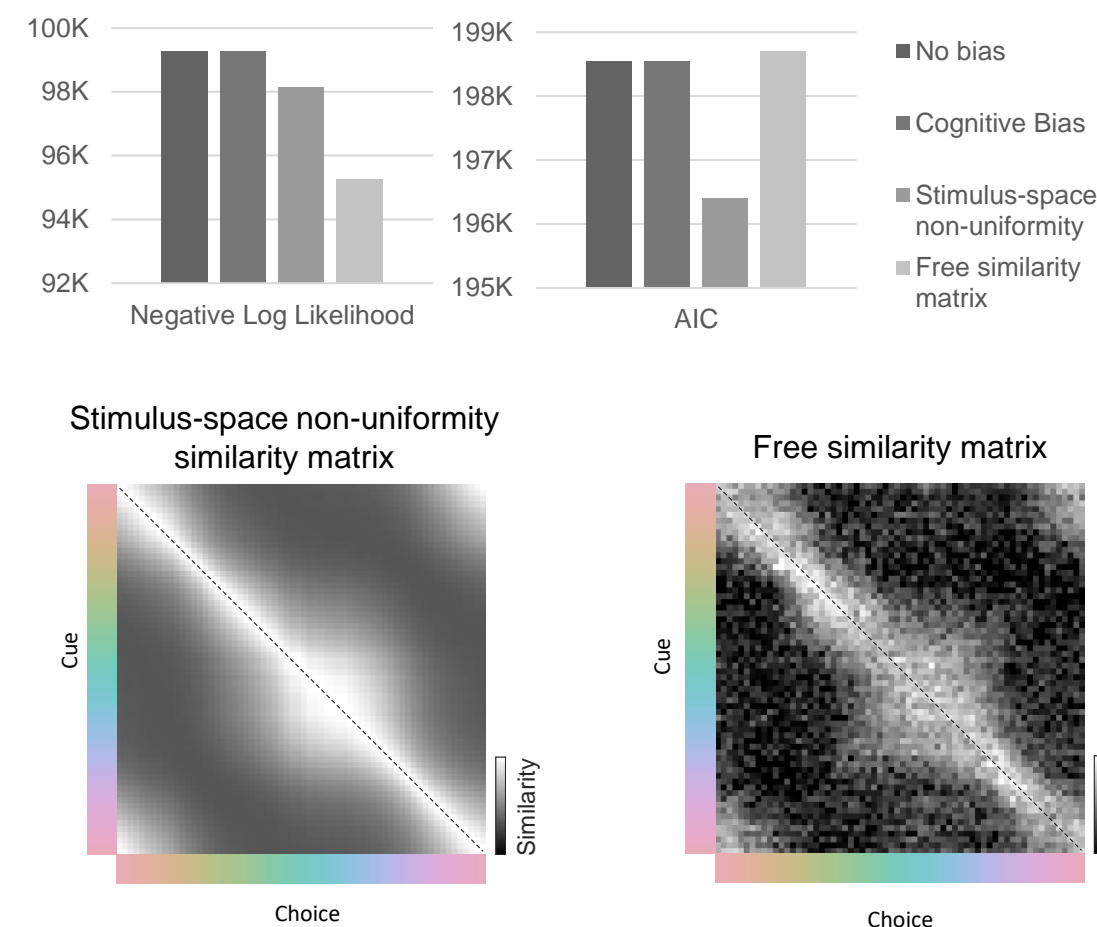 100K
98K
96K
94K
92K
Negative Log Likelihood
199K
198K
197K
196K
195K
AIC
No bias
Cognitive Bias
Stimulus-space
non-uniformity
Free similarity
matrix
Stimulus-space non-uniformity
similarity matrix
Cue
Choice
Similarity
Free similarity matrix
Cue
Choice